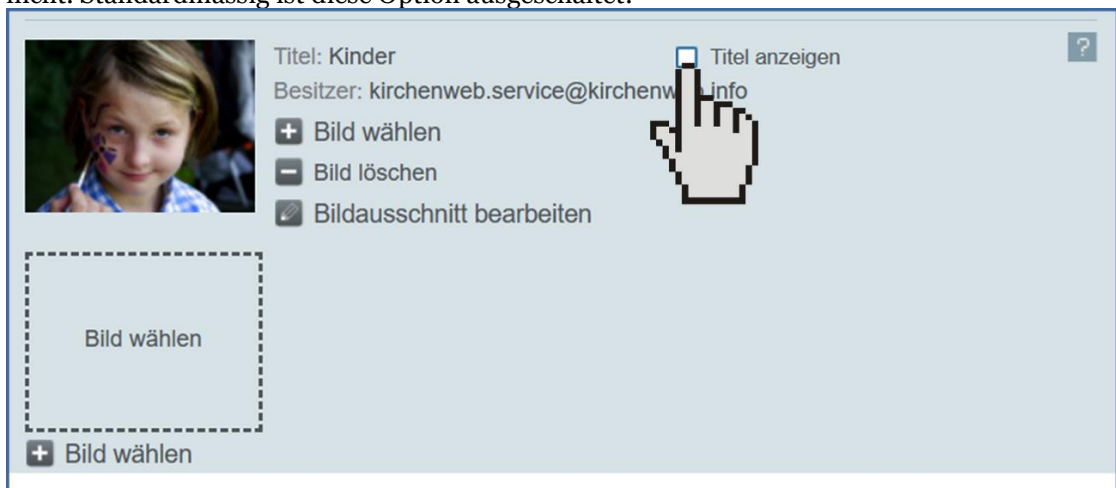 nicht. Standardmässig ist diese Option ausgeschaltet.
Titel: Kinder
Titel anzeigen
?
Besitzer: kirchenweb.service@kirchenweb.info
Bild wählen
Bild löschen
Bildausschnitt bearbeiten
Bild wählen
Bild wählen